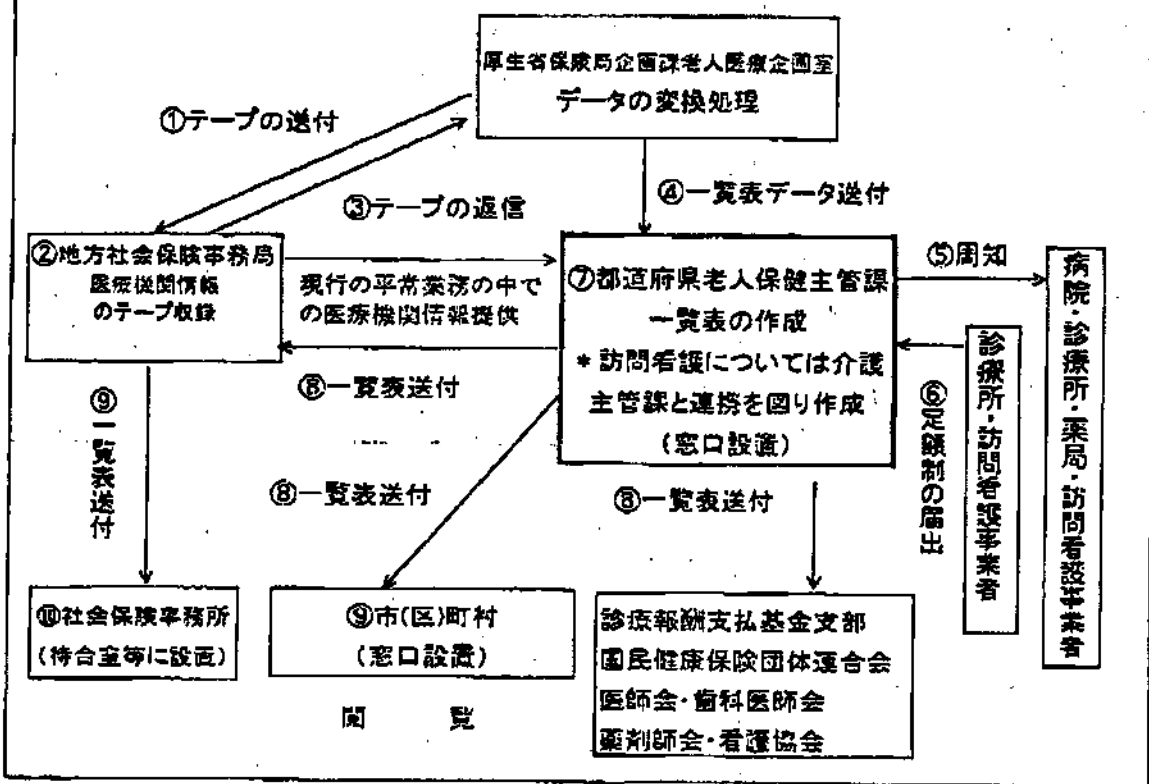 厚生省保険局企画課老人医療企画室
データの変換処理
①テープの送付
③テープの返信
④一覧表データ送付
②地方社会保険事務局
医療機関情報
のテープ収録
現行の平常業務の中で
の医療機関情報提供
⑦都道府県老人保健主管課
一覧表の作成
*訪問看護については介護
主管課と連携を図り作成
(窓口設置)
⑤周知
病院・診療所・薬局・訪問看護事業者
診療所・訪問看護事業者
⑥定額制の届出
⑧一覧表送付
⑨一覧表送付
⑧一覧表送付
⑧一覧表送付
⑩社会保険事務所
(待合室等に設置)
⑨市(区)町村
(窓口設置)
診療報酬支払基金支部
国民健康保険団体連合会
医師会・歯科医師会
薬剤師会・看護協会
閲 覧